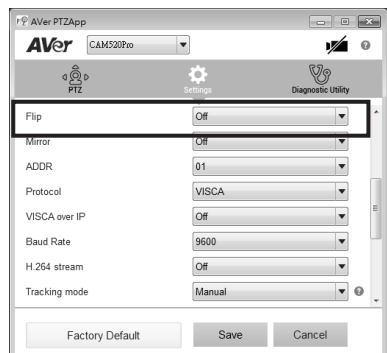 AVer PTZApp
AVer CAM520Pro
PTZ Settings Diagnostic Utility
Flip Off
Mirror Off
ADDR 01
Protocol VISCA
VISCA over IP Off
Baud Rate 9600
H.264 stream Off
Tracking mode Manual
Factory Default Save Cancel